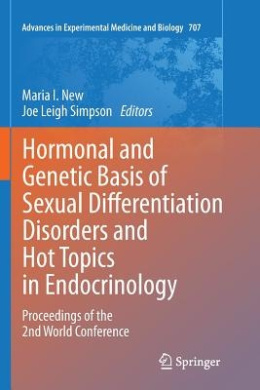 Advances in Experimental Medicine and Biology 707
Maria I. New
Joe Leigh Simpson Editors
Hormonal and
Genetic Basis of
Sexual Differentiation
Disorders and
Hot Topics
in Endocrinology
Proceedings of the
2nd World Conference
Springer